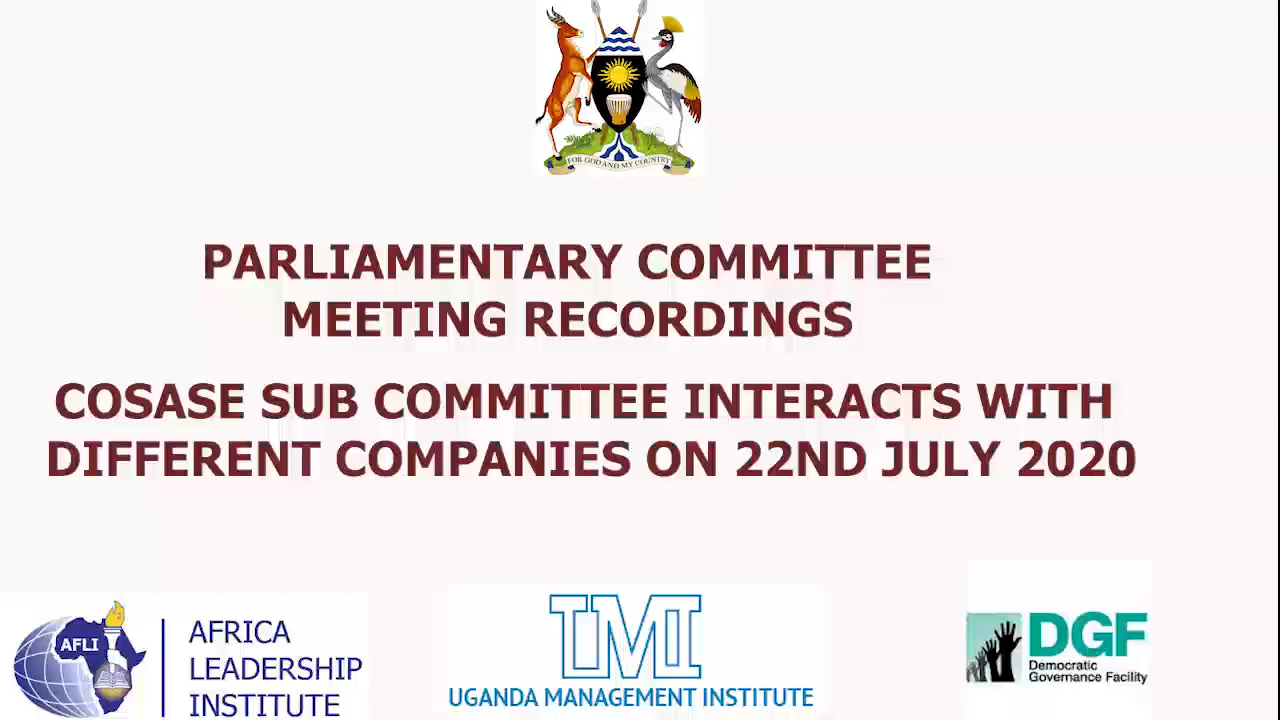 FOR GOD AND MY COUNTRY
PARLIAMENTARY COMMITTEE
MEETING RECORDINGS
COSASE SUB COMMITTEE INTERACTS WITH
DIFFERENT COMPANIES ON 22ND JULY 2020
AFLI
AFRICA
LEADERSHIP
INSTITUTE
UMI
UGANDA MANAGEMENT INSTITUTE
DGF
Democratic
Governance Facility